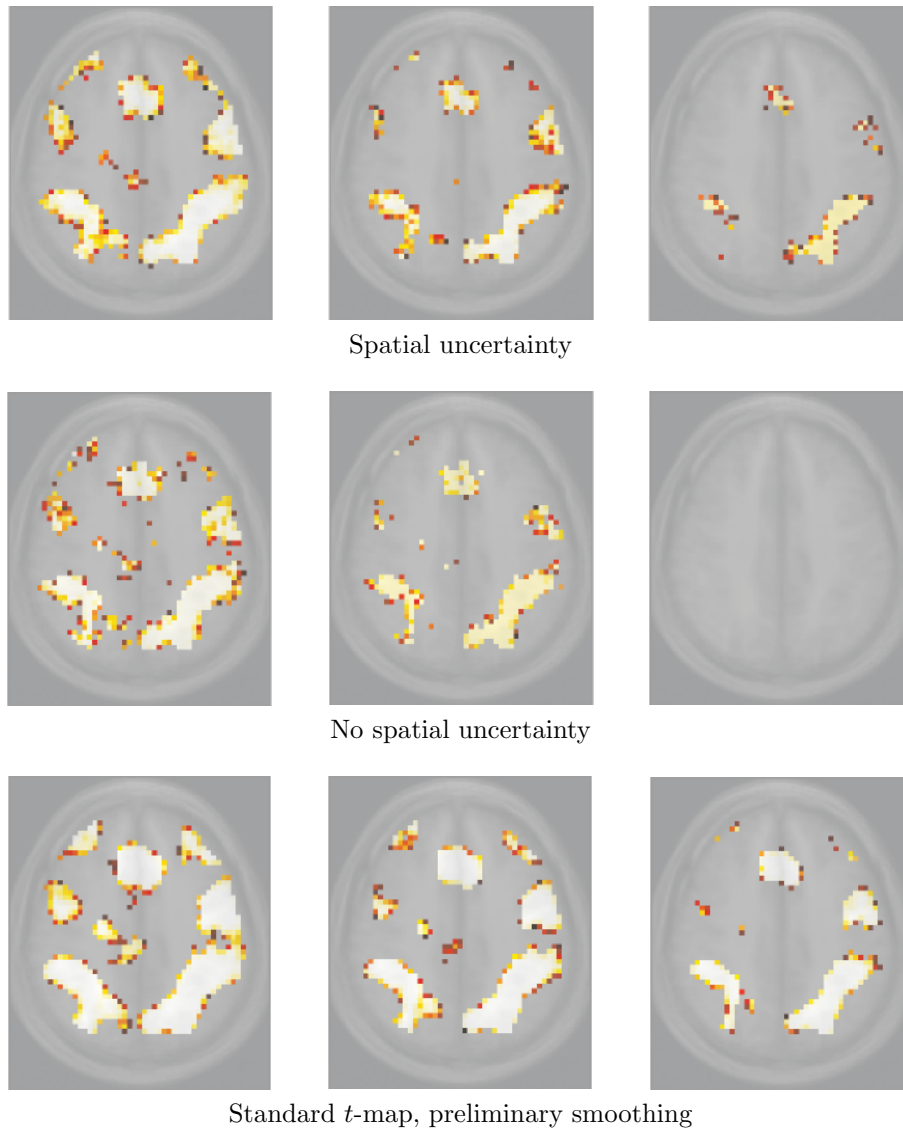 Spatial uncertainty
No spatial uncertainty
Standard t-map, preliminary smoothing